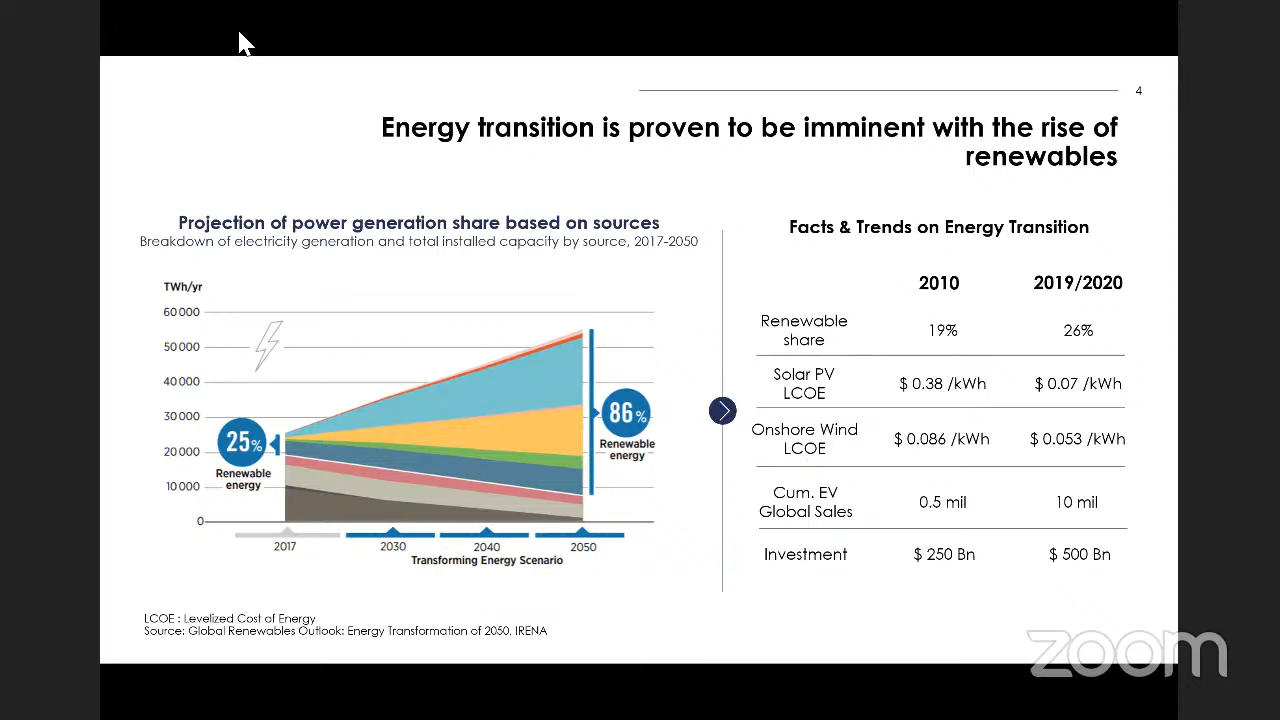 4
Energy transition is proven to be imminent with the rise of
renewables
Projection of power generation share based on sources
Breakdown of electricity generation and total installed capacity by source, 2017-2050
TWh/yr
60 000
50 000
40 000
30 000
20 000
10 000
0
25%
Renewable
energy
86%
Renewable
energy
2017
2030
2040
2050
Transforming Energy Scenario
Facts & Trends on Energy Transition
2010 2019/2020
Renewable
share
19% 26%
Solar PV
LCOE
$ 0.38 /kWh $ 0.07 /kWh
Onshore Wind
LCOE
$ 0.086 /kWh $ 0.053 /kWh
Cum. EV
Global Sales
0.5 mil 10 mil
Investment $ 250 Bn $ 500 Bn
LCOE : Levelized Cost of Energy
Source: Global Renewables Outlook: Energy Transformation of 2050, IRENA
zoom